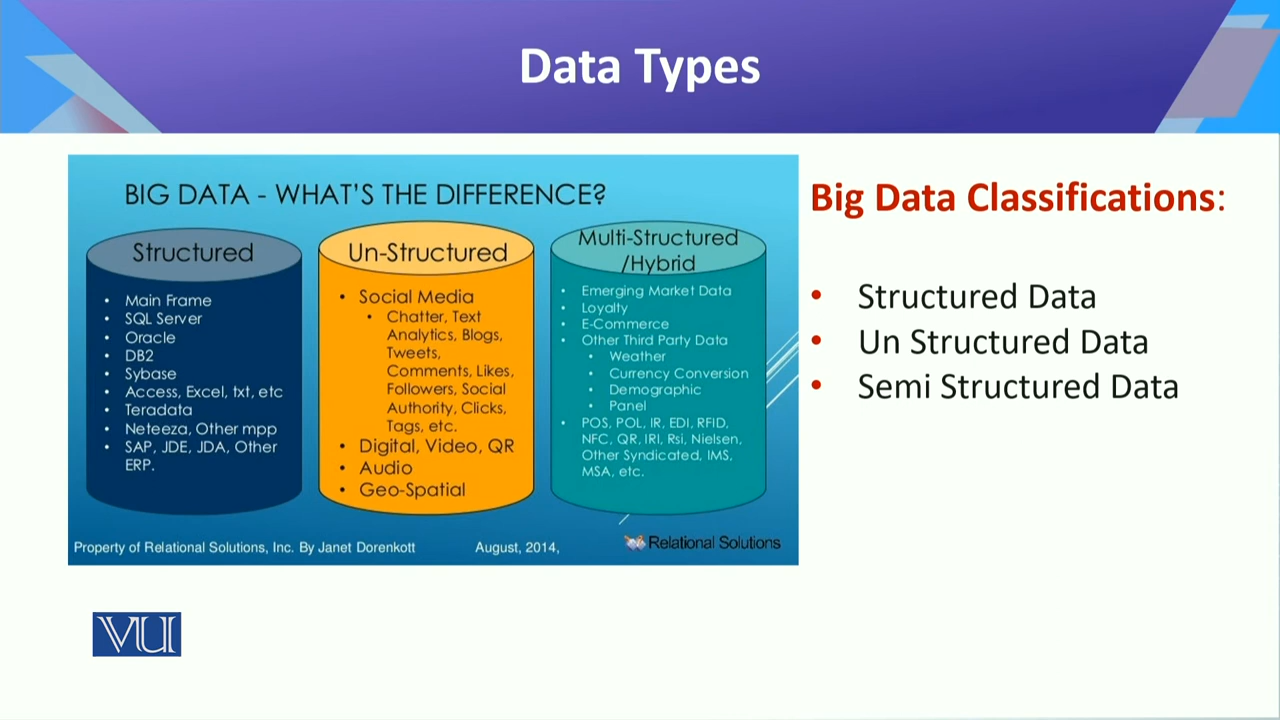 Data Types
BIG DATA - WHAT'S THE DIFFERENCE?
Structured
• Main Frame
• SQL Server
• Oracle
• DB2
• Sybase
• Access, Excel, txt, etc
• Teradata
• Neteeza, Other mpp
• SAP, JDE, JDA, Other
ERP.
Un-Structured
• Social Media
• Chatter, Text
Analytics, Blogs,
Tweets,
Comments, Likes,
Followers, Social
Authority, Clicks,
Tags, etc.
• Digital, Video, QR
• Audio
• Geo-Spatial
Multi-Structured
/Hybrid
• Emerging Market Data
• Loyalty
• E-Commerce
• Other Third Party Data
• Weather
• Currency Conversion
• Demographic
• Panel
• POS, POL, IR, EDI, RFID,
NFC, QR, IRI, Rsi, Nielsen,
Other Syndicated, IMS,
MSA, etc.
Property of Relational Solutions, Inc. By Janet Dorenkott
August, 2014,
Relational Solutions
Big Data Classifications:
• Structured Data
• Un Structured Data
• Semi Structured Data
VU